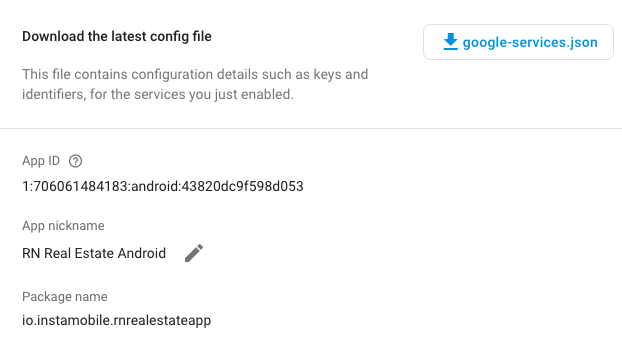 Download the latest config file
google-services.json
This file contains configuration details such as keys and
identifiers, for the services you just enabled.
App ID ?
1:706061484183:android:43820dc9f598d053
App nickname
RN Real Estate Android
Package name
io.instamobile.rnrealestateapp